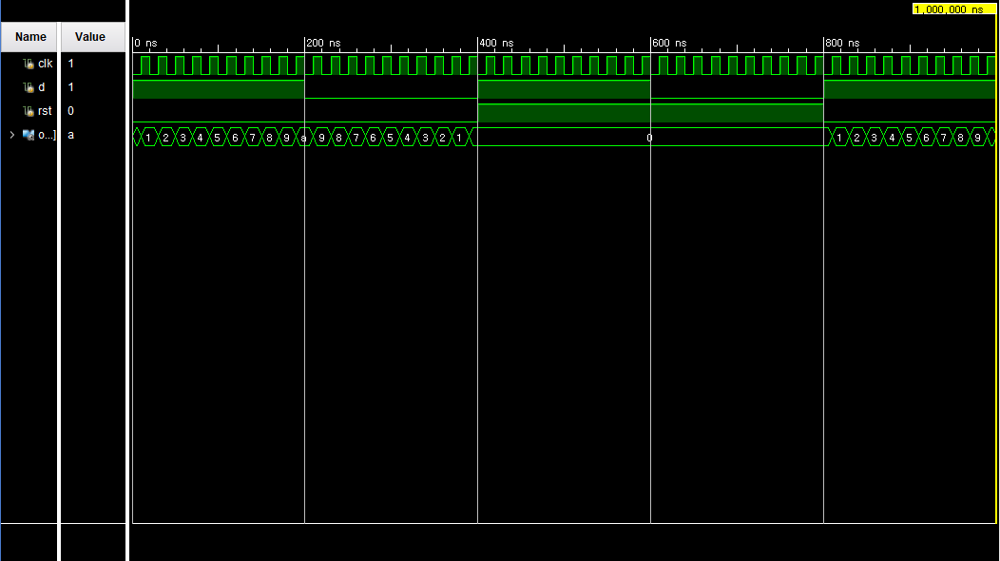 1,000,000 ns
Name Value
0 ns 200 ns 400 ns 600 ns 800 ns
clk 1
d 1
rst 0
o...] a 1 2 3 4 5 6 7 8 9 a 9 8 7 6 5 4 3 2 1 0 1 2 3 4 5 6 7 8 9